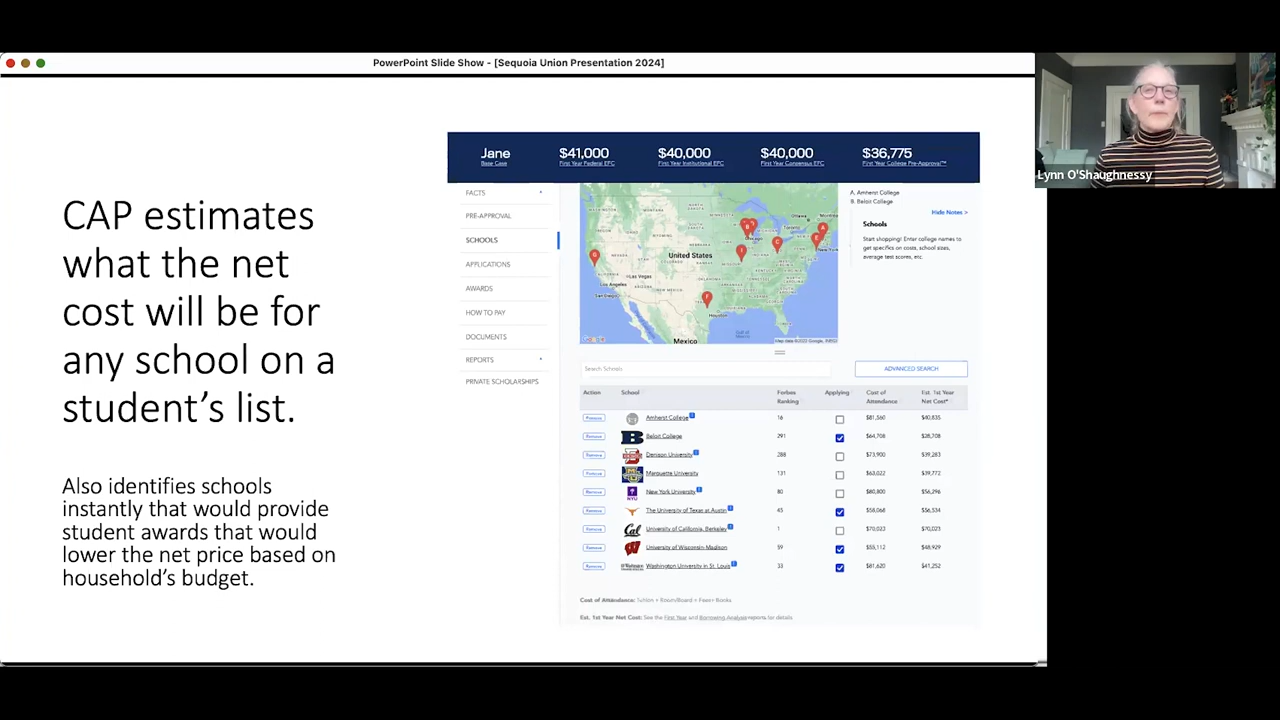 PowerPoint Slide Show - [Sequoia Union Presentation 2024]
Lynn O'Shaughnessy
CAP estimates
what the net
cost will be for
any school on a
student's list.
Also identifies schools
instantly that would provide
student awards that would
lower the net price based on
household's budget.
Jane
Base Case
$41,000
First Year Federal EFC
$40,000
First Year Institutional EFC
$40,000
First Year Consensus EFC
$36,775
First Year College Pre-Approval™
FACTS
PRE-APPROVAL
SCHOOLS
APPLICATIONS
AWARDS
HOW TO PAY
DOCUMENTS
REPORTS
PRIVATE SCHOLARSHIPS
United States
Mexico
Chicago
Toronto
Ottawa
Las Vegas
Los Angeles
San Diego
Houston
New York
Google
A. Amherst College
B. Beloit College
Hide Notes >
Schools
Start shopping! Enter college names to
get specifics on costs, school sizes,
average test scores, etc.
Search Schools
ADVANCED SEARCH
Action School Forbes Ranking Applying Cost of Attendance Est. 1st Year Net Cost*
Remove Amherst College 16 $81,560 $40,835
Remove Beloit College 291 $64,708 $28,708
Remove Denison University 288 $73,900 $39,283
Remove Marquette University 131 $63,022 $39,772
Remove New York University 80 $80,800 $56,296
Remove The University of Texas at Austin 45 $58,068 $56,534
Remove University of California, Berkeley 1 $70,023 $70,023
Remove University of Wisconsin-Madison 59 $55,112 $48,929
Remove Washington University in St. Louis 33 $81,620 $41,252
Cost of Attendance: Tuition + Room/Board + Fees+ Books
Est. 1st Year Net Cost: See the First Year and Borrowing Analysis reports for details